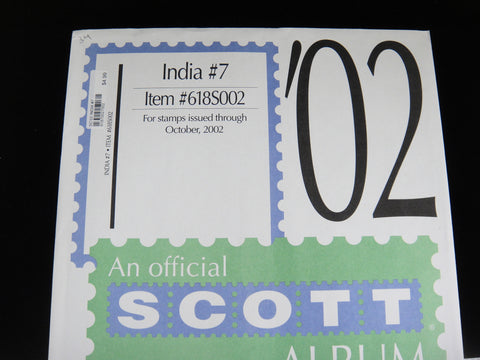 India #7
Item #618S002
For stamps issued through
October, 2002
'02
$4.99
INDIA #7 • ITEM #618S002
An official
SCOTT
ALBUM